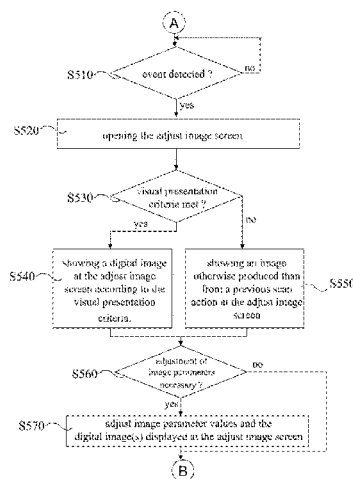 A
S510
event detected ?
no
yes
S520
opening the adjust image screen
S530
visual presentation
criteria met ?
yes
no
S540
showing a digital image
at the adjust image
screen according to the
visual presentation
criteria.
showing an image
otherwise produced than
from a previous scan
action at the adjust image
screen
S550
S560
adjustment of
image parameters
necessary ?
no
yes
S570
adjust image parameter values and the
digital image(s) displayed at the adjust image screen
B